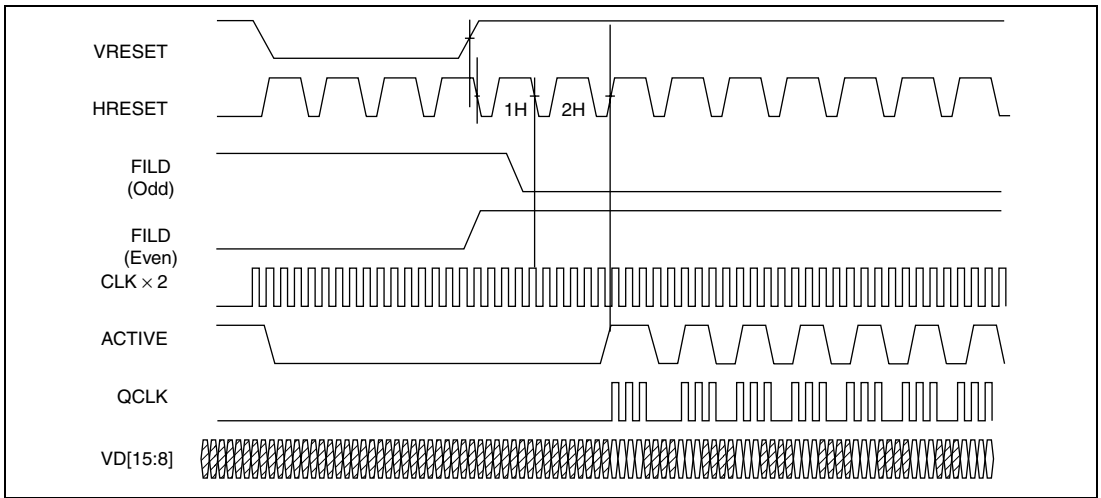 VRESET
HRESET
1H 2H
FILD
(Odd)
FILD
(Even)
CLK × 2
ACTIVE
QCLK
VD[15:8]